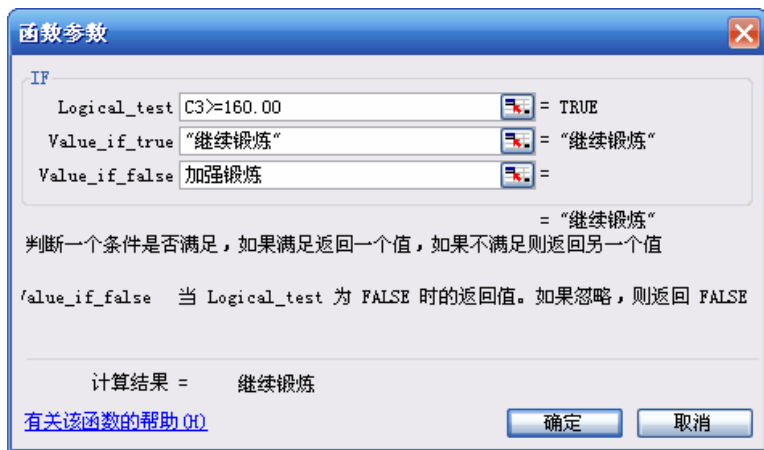 函数参数
IF
Logical_test C3>=160.00 = TRUE
Value_if_true "继续锻炼" = "继续锻炼"
Value_if_false 加强锻炼 =
= "继续锻炼"
判断一个条件是否满足，如果满足返回一个值，如果不满足则返回另一个值
Value_if_false 当 Logical_test 为 FALSE 时的返回值。如果忽略，则返回 FALSE
计算结果 = 继续锻炼
有关该函数的帮助(H) 确定 取消